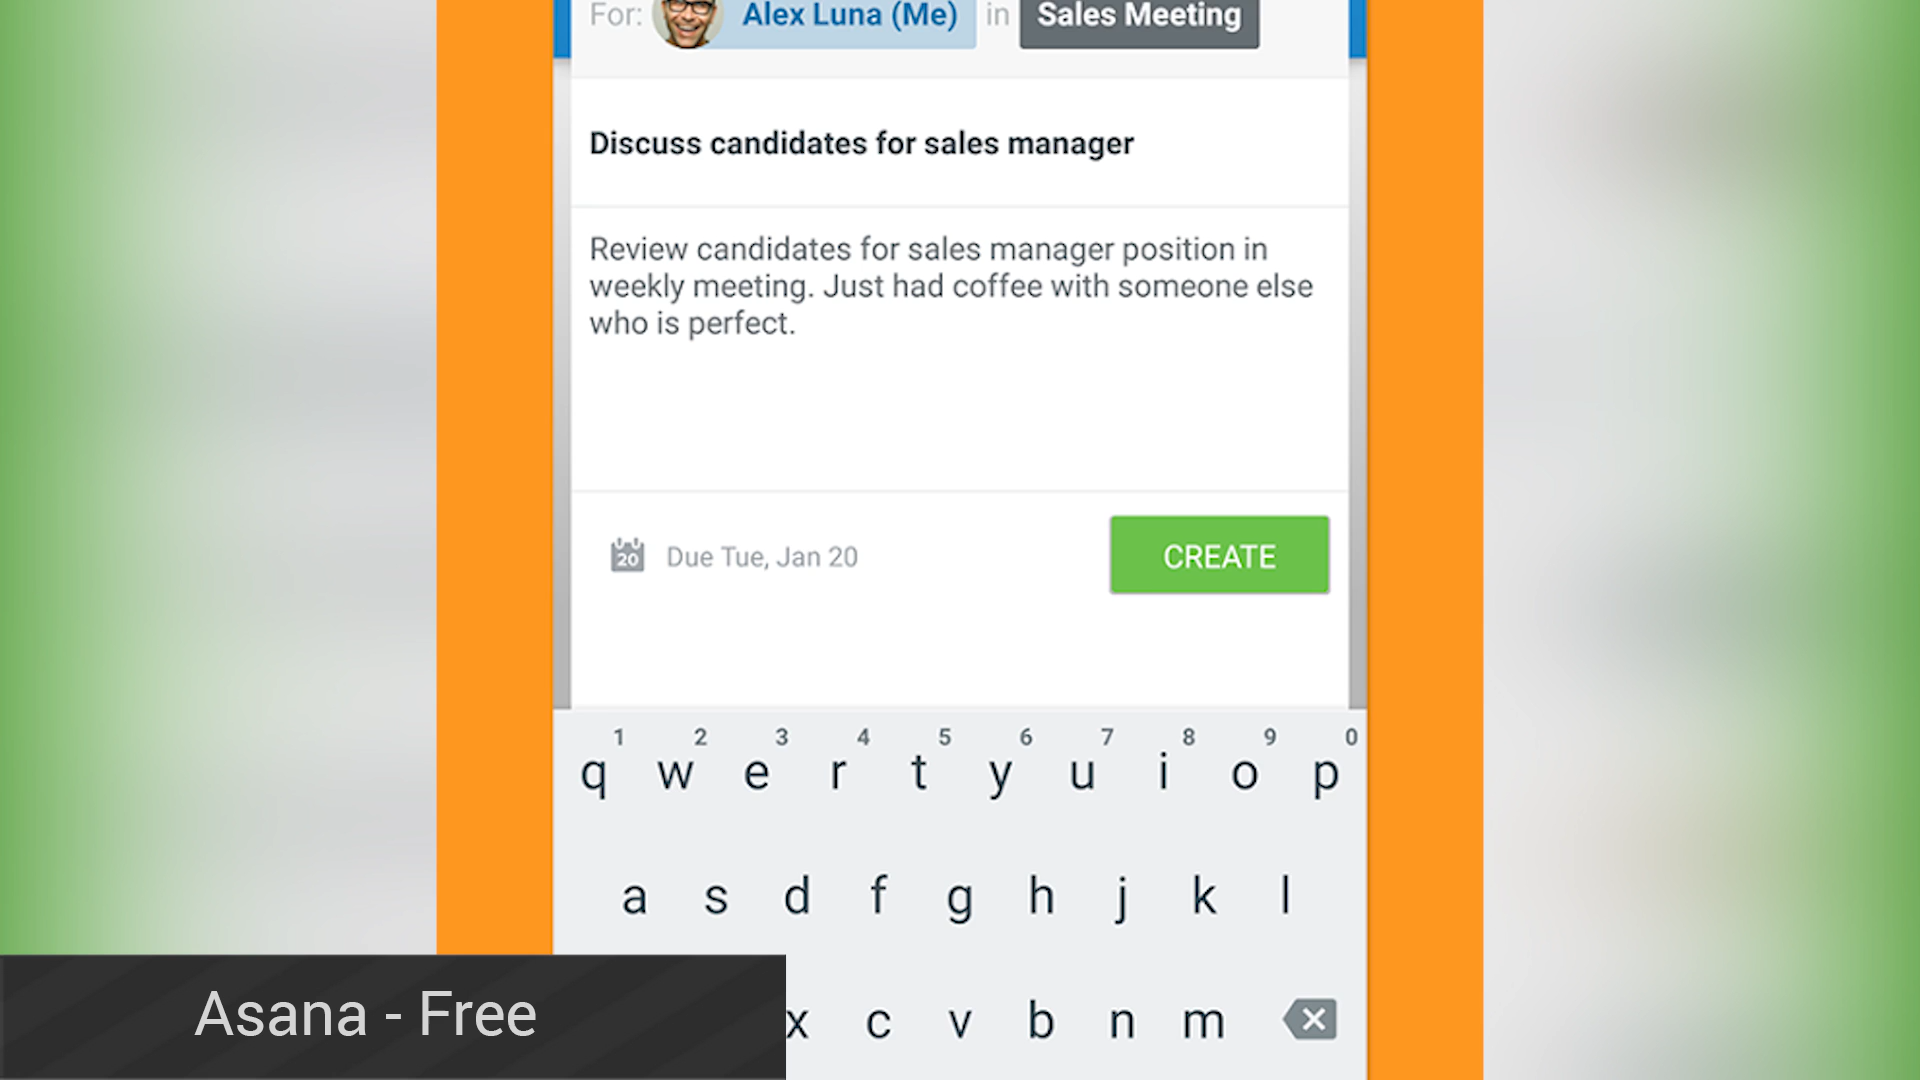 For: Alex Luna (Me) in Sales Meeting
Discuss candidates for sales manager
Review candidates for sales manager position in
weekly meeting. Just had coffee with someone else
who is perfect.
20 Due Tue, Jan 20 CREATE
1 2 3 4 5 6 7 8 9 0
q w e r t y u i o p
a s d f g h j k l
x c v b n m
Asana - Free